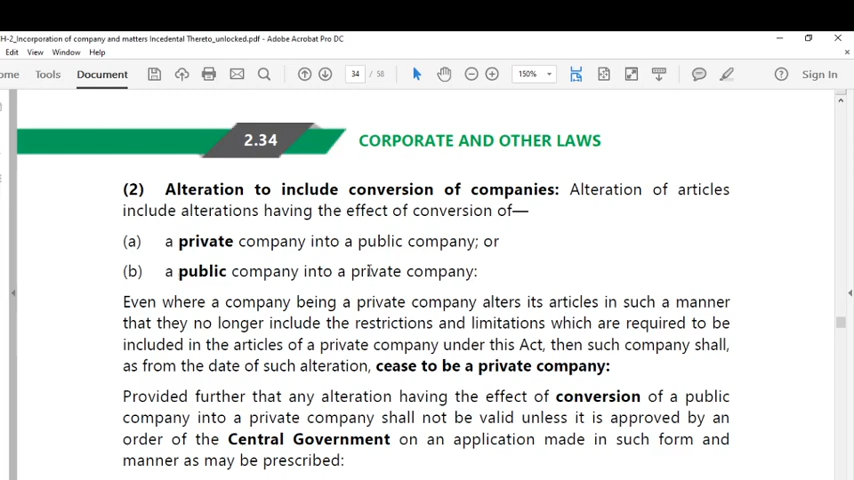 H-2_Incorporation of company and matters Incedental Thereto_unlocked.pdf - Adobe Acrobat Pro DC
Edit View Window Help
ome Tools Document 34 / 58 150% Sign In
2.34 CORPORATE AND OTHER LAWS
(2) Alteration to include conversion of companies: Alteration of articles
include alterations having the effect of conversion of—
(a) a private company into a public company; or
(b) a public company into a private company:
Even where a company being a private company alters its articles in such a manner
that they no longer include the restrictions and limitations which are required to be
included in the articles of a private company under this Act, then such company shall,
as from the date of such alteration, cease to be a private company:
Provided further that any alteration having the effect of conversion of a public
company into a private company shall not be valid unless it is approved by an
order of the Central Government on an application made in such form and
manner as may be prescribed: